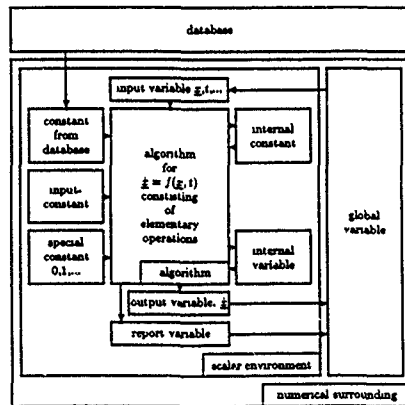 database
input variable x,t,...
constant
from
database
internal
constant
algorithm
for
ẋ = f(x,t)
consisting
of
elementary
operations
input-
constant
global
variable
special
constant
0,1,...
internal
variable
algorithm
output variable. ẋ
report variable
scalar environment
numerical surrounding